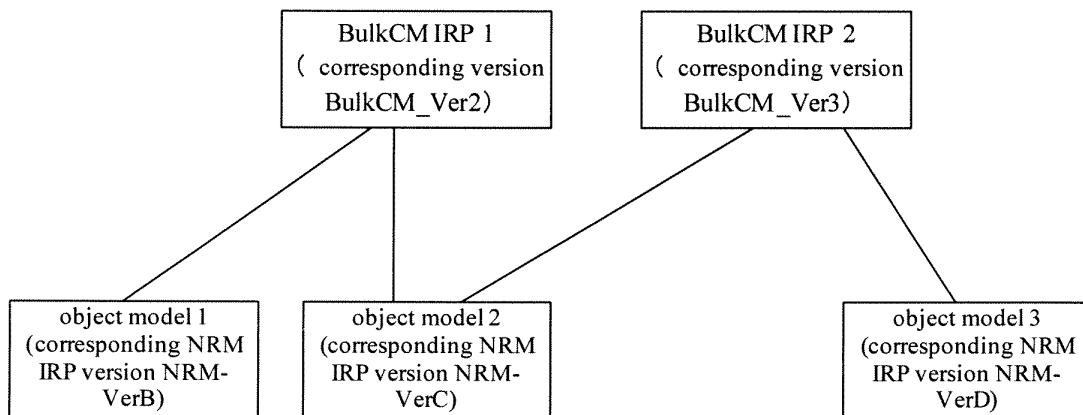 BulkCM IRP 1
( corresponding version
BulkCM_Ver2)
BulkCM IRP 2
( corresponding version
BulkCM_Ver3)
object model 1
(corresponding NRM
IRP version NRM-
VerB)
object model 2
(corresponding NRM
IRP version NRM-
VerC)
object model 3
(corresponding NRM
IRP version NRM-
VerD)